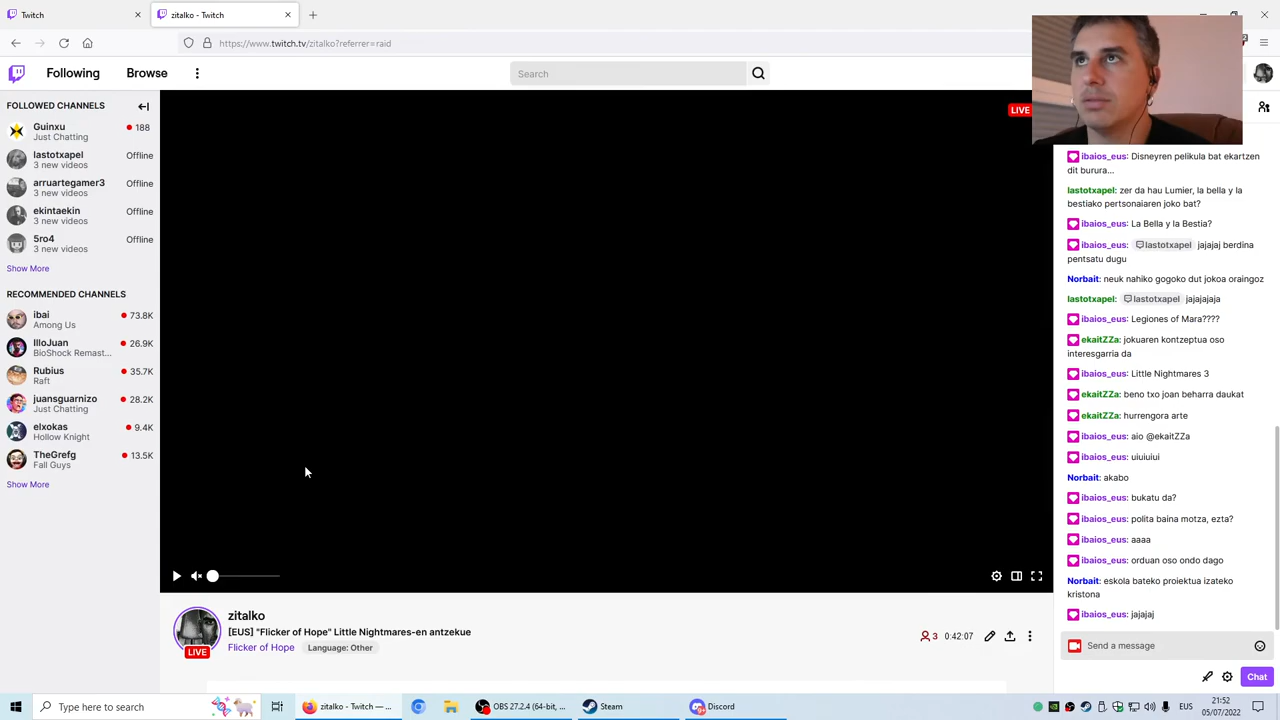 Twitch
zitalko - Twitch
https://www.twitch.tv/zitalko?referrer=raid
Following
Browse
Search
FOLLOWED CHANNELS
Guinxu
188
Just Chatting
lastotxapel
Offline
3 new videos
arruartegamer3
Offline
3 new videos
ekintaekin
Offline
3 new videos
5ro4
Offline
3 new videos
Show More
RECOMMENDED CHANNELS
ibai
73.8K
Among Us
IlloJuan
26.9K
BioShock Remast...
Rubius
35.7K
Raft
juansguarnizo
28.2K
Just Chatting
elxokas
9.4K
Hollow Knight
TheGrefg
13.5K
Fall Guys
Show More
LIVE
zitalko
[EUS] "Flicker of Hope" Little Nightmares-en antzekue
Flicker of Hope
Language: Other
LIVE
3
0:42:07
ibaios_eus: Disneyren pelikula bat ekartzen
dit burura...
lastotxapel: zer da hau Lumier, la bella y la
bestiako pertsonaiaren joko bat?
ibaios_eus: La Bella y la Bestia?
ibaios_eus: lastotxapel jajajaj berdina
pentsatu dugu
Norbait: neuk nahiko gogoko dut jokoa oraingoz
lastotxapel: lastotxapel jajajajaja
ibaios_eus: Legiones of Mara????
ekaitZZa: jokuaren kontzeptua oso
interesgarria da
ibaios_eus: Little Nightmares 3
ekaitZZa: beno txo joan beharra daukat
ekaitZZa: hurrengora arte
ibaios_eus: aio @ekaitZZa
ibaios_eus: uiuiuiui
Norbait: akabo
ibaios_eus: bukatu da?
ibaios_eus: polita baina motza, ezta?
ibaios_eus: aaaa
ibaios_eus: orduan oso ondo dago
Norbait: eskola bateko proiektua izateko
kristona
ibaios_eus: jajajaj
Send a message
Chat
Type here to search
zitalko - Twitch — ...
OBS 27.2.4 (64-bit, ...
Steam
Discord
EUS
21:52
05/07/2022